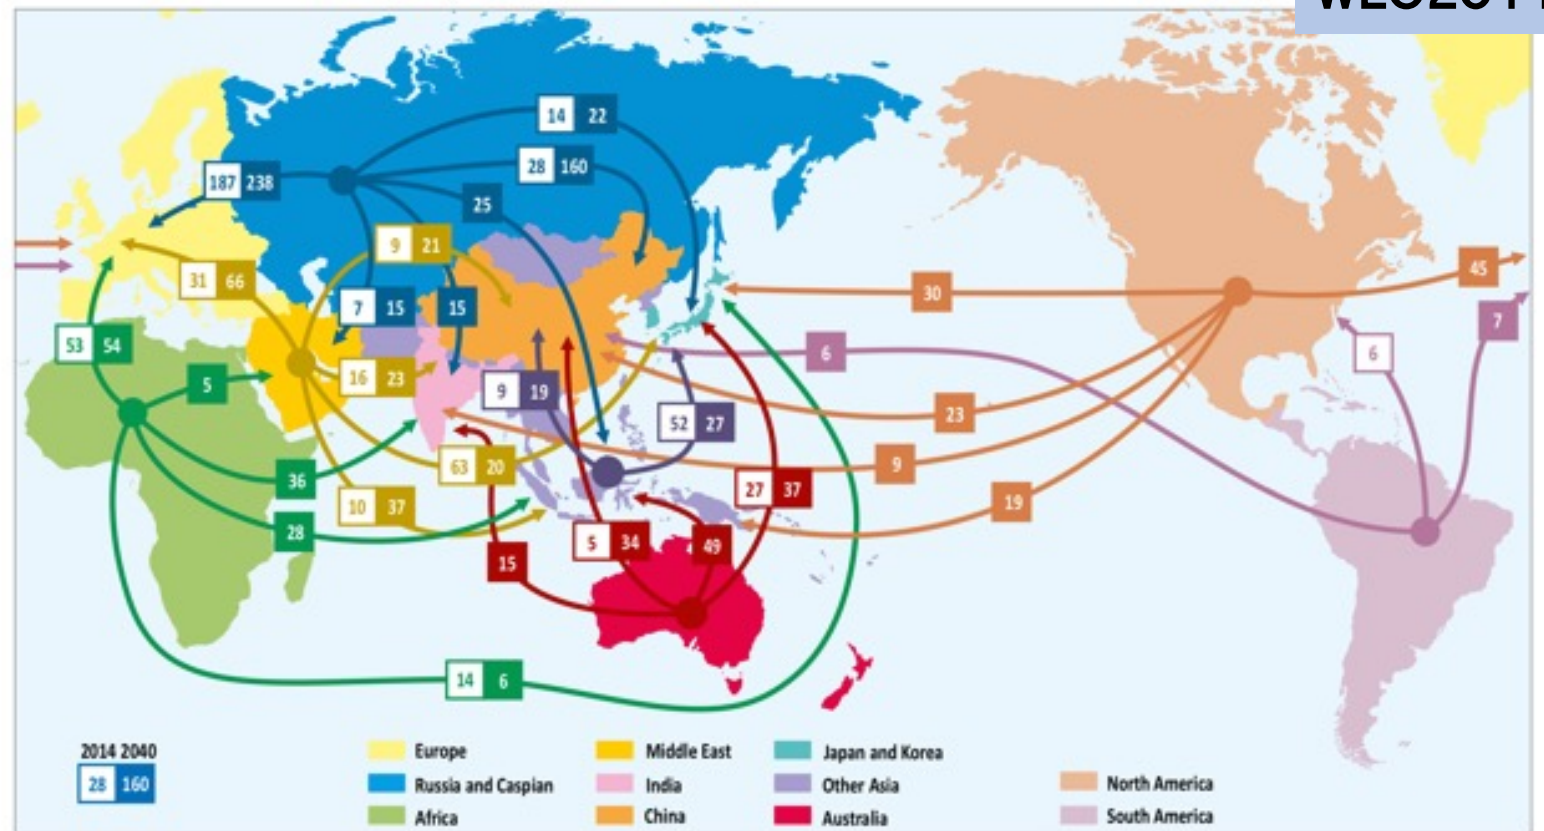 14 22
28 160
187 238
25
9 21
31 66
7 15
15
30
45
7
53 54
6
6
5
16 23
9 19
52 27
23
63 20
9
36
27 37
10 37
19
28
5 34
49
15
14 6
2014 2040
28 160
Europe
Russia and Caspian
Africa
Middle East
India
China
Japan and Korea
Other Asia
Australia
North America
South America